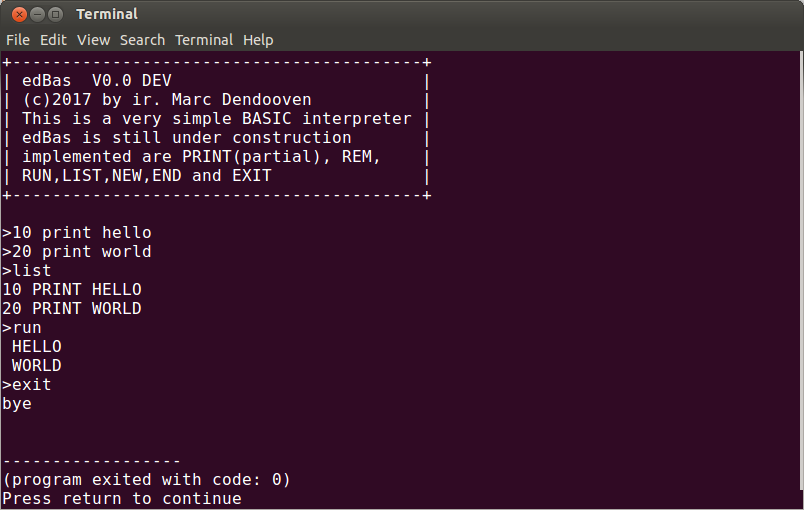 Terminal
File Edit View Search Terminal Help
+-----------------------------------------+
| edBas  V0.0 DEV                         |
| (c)2017 by ir. Marc Dendooven           |
| This is a very simple BASIC interpreter |
| edBas is still under construction       |
| implemented are PRINT(partial), REM,    |
| RUN,LIST,NEW,END and EXIT               |
+-----------------------------------------+
>10 print hello
>20 print world
>list
10 PRINT HELLO
20 PRINT WORLD
>run
 HELLO
 WORLD
>exit
bye
------------------
(program exited with code: 0)
Press return to continue